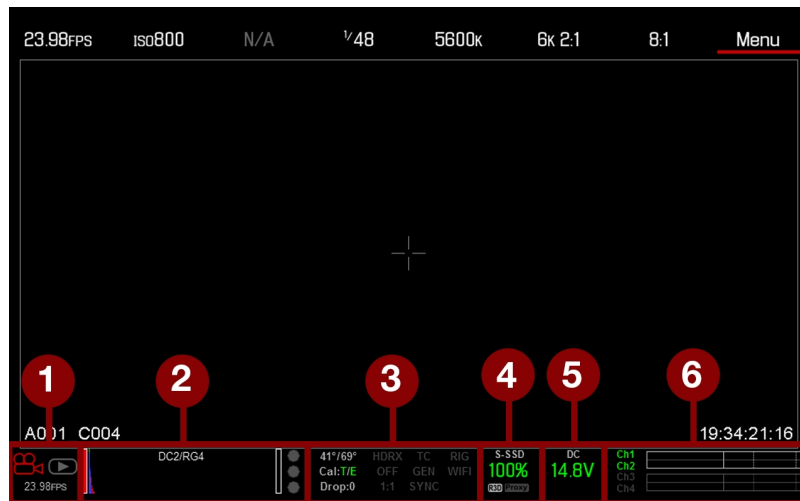 23.98FPS ISO800 N/A 1/48 5600K 6K 2:1 8:1 Menu
1 2 3 4 5 6
A001 C004 19:34:21:16
23.98FPS
DC2/RG4
41°/69° HDRX TC RIG
Cal:T/E OFF GEN WIFI
Drop:0 1:1 SYNC
S-SSD
100%
R3D Proxy
DC
14.8V
Ch1
Ch2
Ch3
Ch4